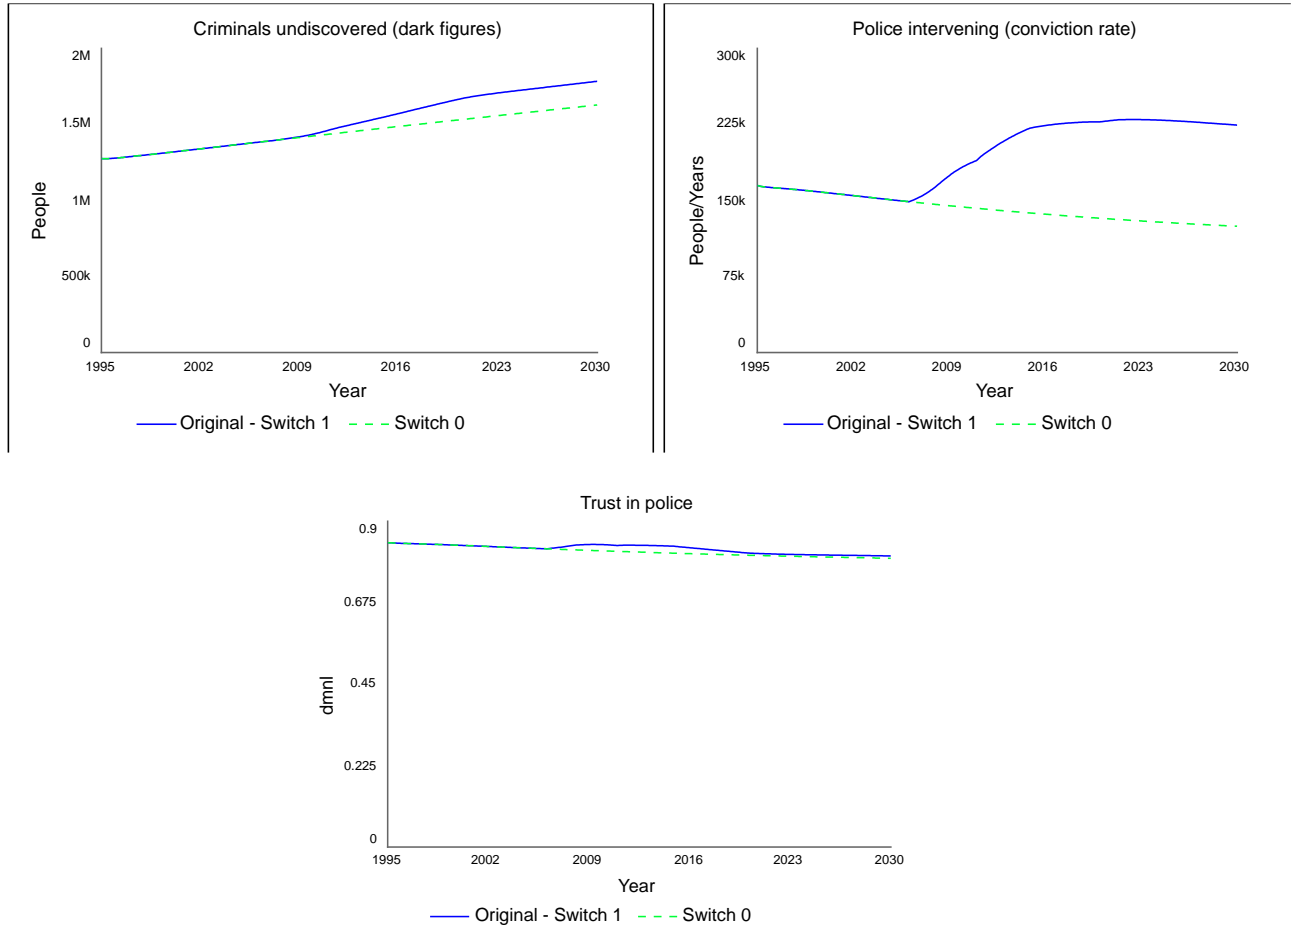 Criminals undiscovered (dark figures)
2M
1.5M
1M
500k
0
People
1995 2002 2009 2016 2023 2030
Year
Original - Switch 1 Switch 0
Police intervening (conviction rate)
300k
225k
150k
75k
0
People/Years
1995 2002 2009 2016 2023 2030
Year
Original - Switch 1 Switch 0
Trust in police
0.9
0.675
0.45
0.225
0
dmnl
1995 2002 2009 2016 2023 2030
Year
Original - Switch 1 Switch 0